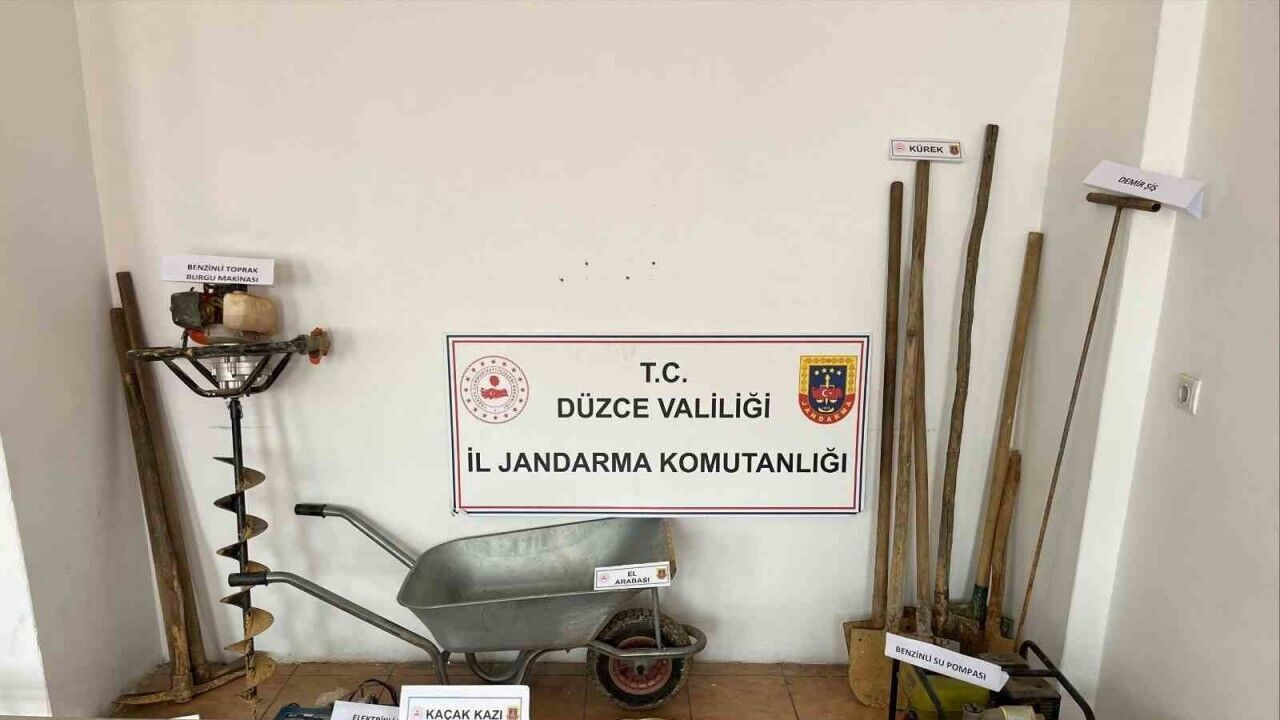 KÜREK
DEMİR ŞİŞ
BENZİNLİ TOPRAK
BURGU MAKİNASI
T.C.
DÜZCE VALİLİĞİ
JANDARMA
İL JANDARMA KOMUTANLIĞI
EL
ARABASI
BENZİNLİ SU POMPASI
KAÇAK KAZI